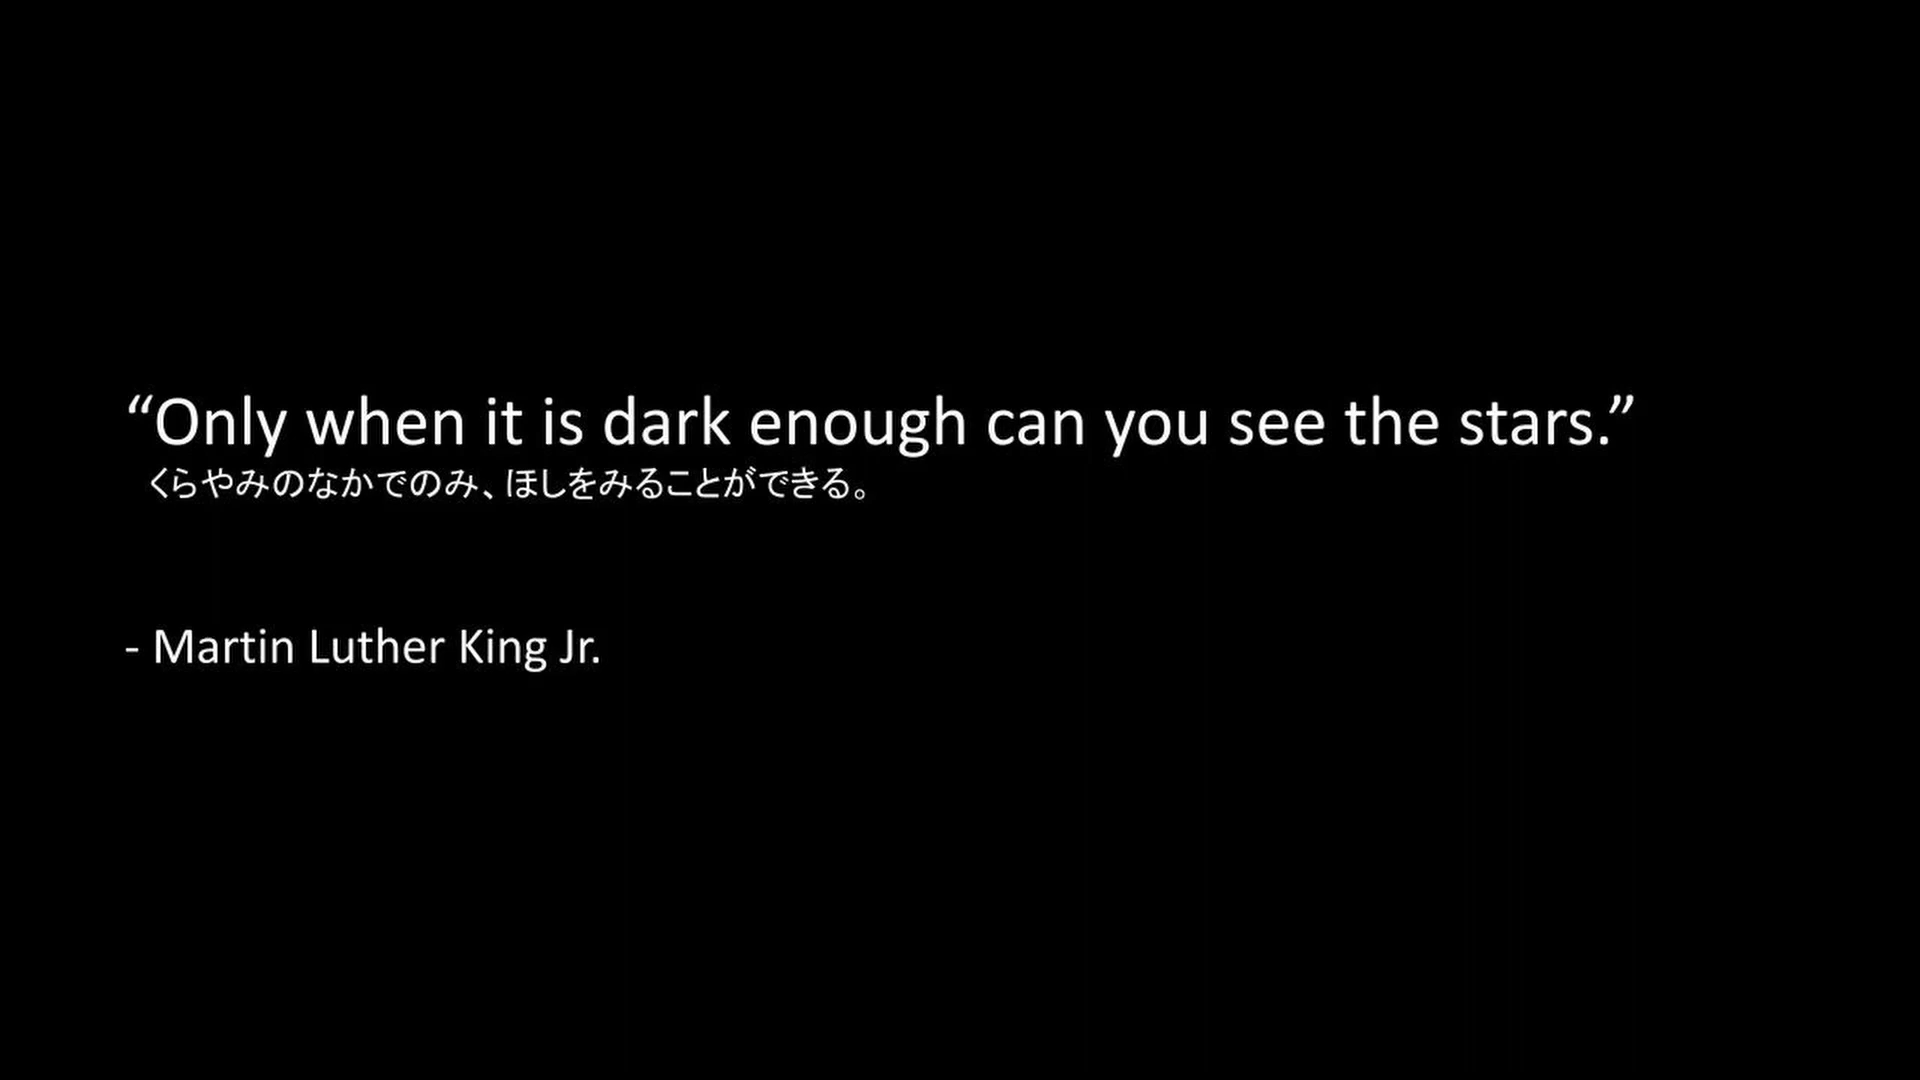 “Only when it is dark enough can you see the stars.”
くらやみのなかでのみ、ほしをみることができる。
- Martin Luther King Jr.